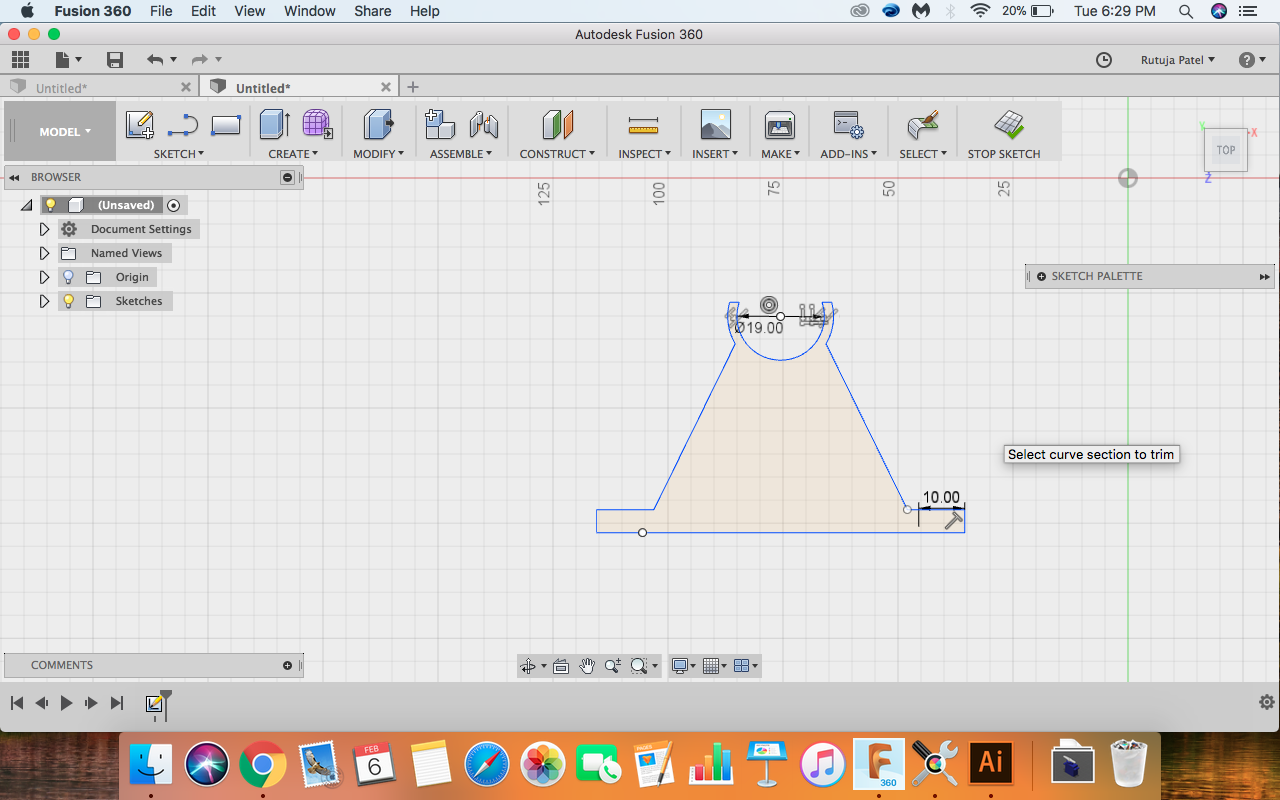 Fusion 360 File Edit View Window Share Help 20% Tue 6:29 PM
Autodesk Fusion 360
Rutuja Patel
Untitled* Untitled*
MODEL SKETCH CREATE MODIFY ASSEMBLE CONSTRUCT INSPECT INSERT MAKE ADD-INS SELECT STOP SKETCH
Y X
TOP
Z
BROWSER
125 100 75 50 25
(Unsaved)
Document Settings
Named Views
Origin
Sketches
SKETCH PALETTE
Ø19.00
Select curve section to trim
10.00
COMMENTS
FEB
6
PAGES
F
360
Ai